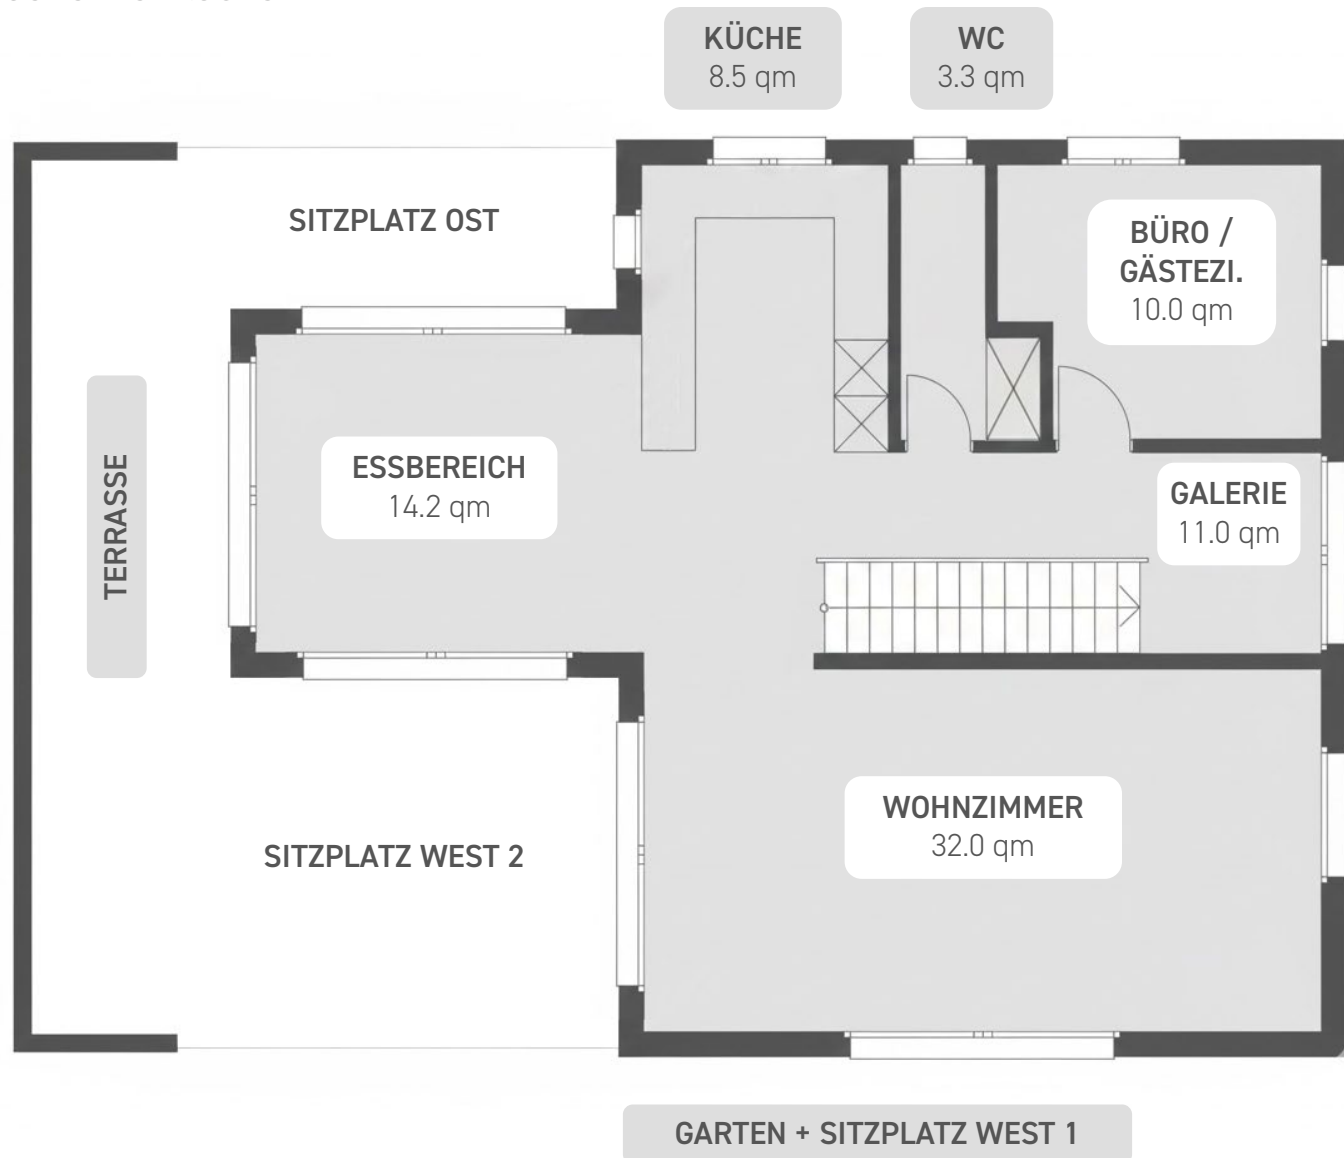 KÜCHE
8.5 qm
WC
3.3 qm
SITZPLATZ OST
BÜRO /
GÄSTEZI.
10.0 qm
TERRASSE
ESSBEREICH
14.2 qm
GALERIE
11.0 qm
WOHNZIMMER
32.0 qm
SITZPLATZ WEST 2
GARTEN + SITZPLATZ WEST 1